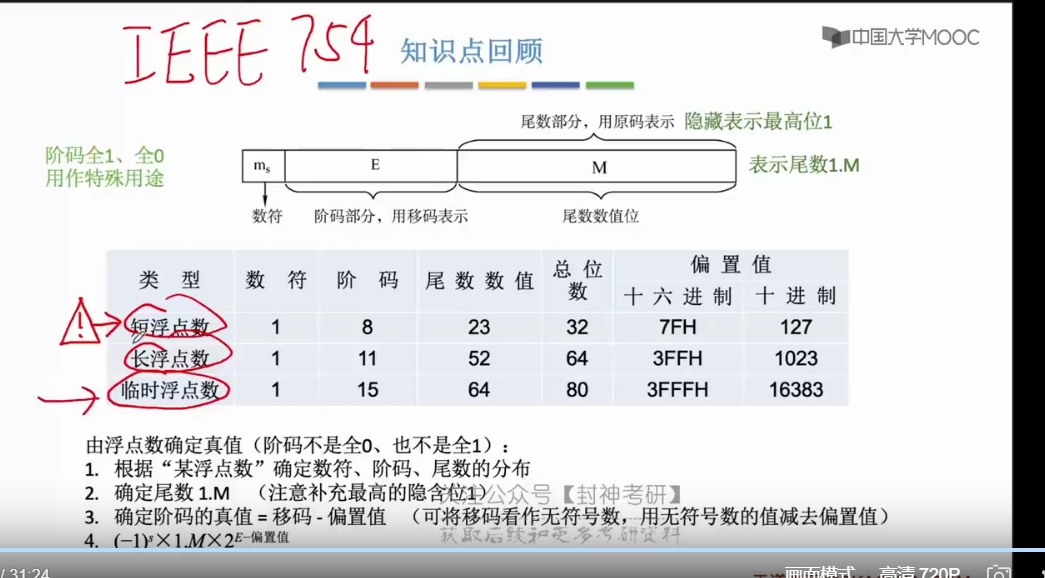 IEEE 754 知识点回顾
中国大学MOOC
尾数部分，用原码表示 隐藏表示最高位1
阶码全1、全0
用作特殊用途
mₛ E M 表示尾数1.M
数符 阶码部分，用移码表示 尾数数值位
类 型 数 符 阶 码 尾数数值 总位数 偏置值
十六进制 十进制
短浮点数 1 8 23 32 7FH 127
长浮点数 1 11 52 64 3FFH 1023
临时浮点数 1 15 64 80 3FFFH 16383
由浮点数确定真值（阶码不是全0、也不是全1）：
1. 根据“某浮点数”确定数符、阶码、尾数的分布
2. 确定尾数 1.M （注意补充最高的隐含位1）
关注公众号【封神考研】
3. 确定阶码的真值 = 移码 - 偏置值 （可将移码看作无符号数，用无符号数的值减去偏置值）
获取后续和更多考研资料
4. (−1)ˢ×1.M×2ᴱ⁻偏置值
/ 31:24 画面模式 高清 720P